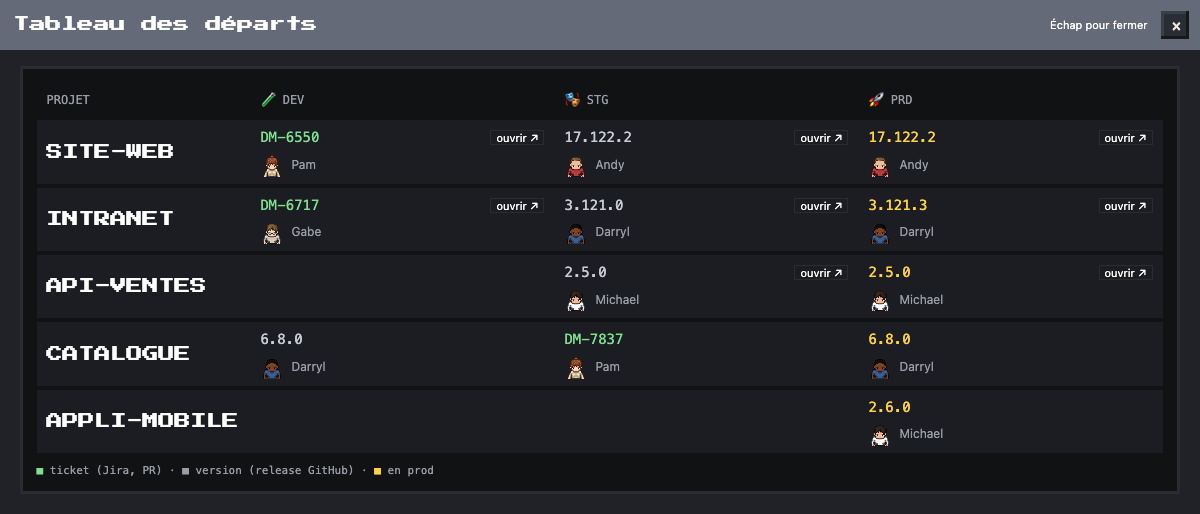 Tableau des départs
Échap pour fermer ×
PROJET DEV STG PRD
SITE-WEB
DM-6550 ouvrir ↗ 17.122.2 ouvrir ↗ 17.122.2 ouvrir ↗
Pam Andy Andy
INTRANET
DM-6717 ouvrir ↗ 3.121.0 ouvrir ↗ 3.121.3 ouvrir ↗
Gabe Darryl Darryl
API-VENTES
2.5.0 ouvrir ↗ 2.5.0 ouvrir ↗
Michael Michael
CATALOGUE
6.8.0 DM-7837 6.8.0
Darryl Pam Darryl
APPLI-MOBILE
2.6.0
Michael
ticket (Jira, PR) · version (release GitHub) · en prod